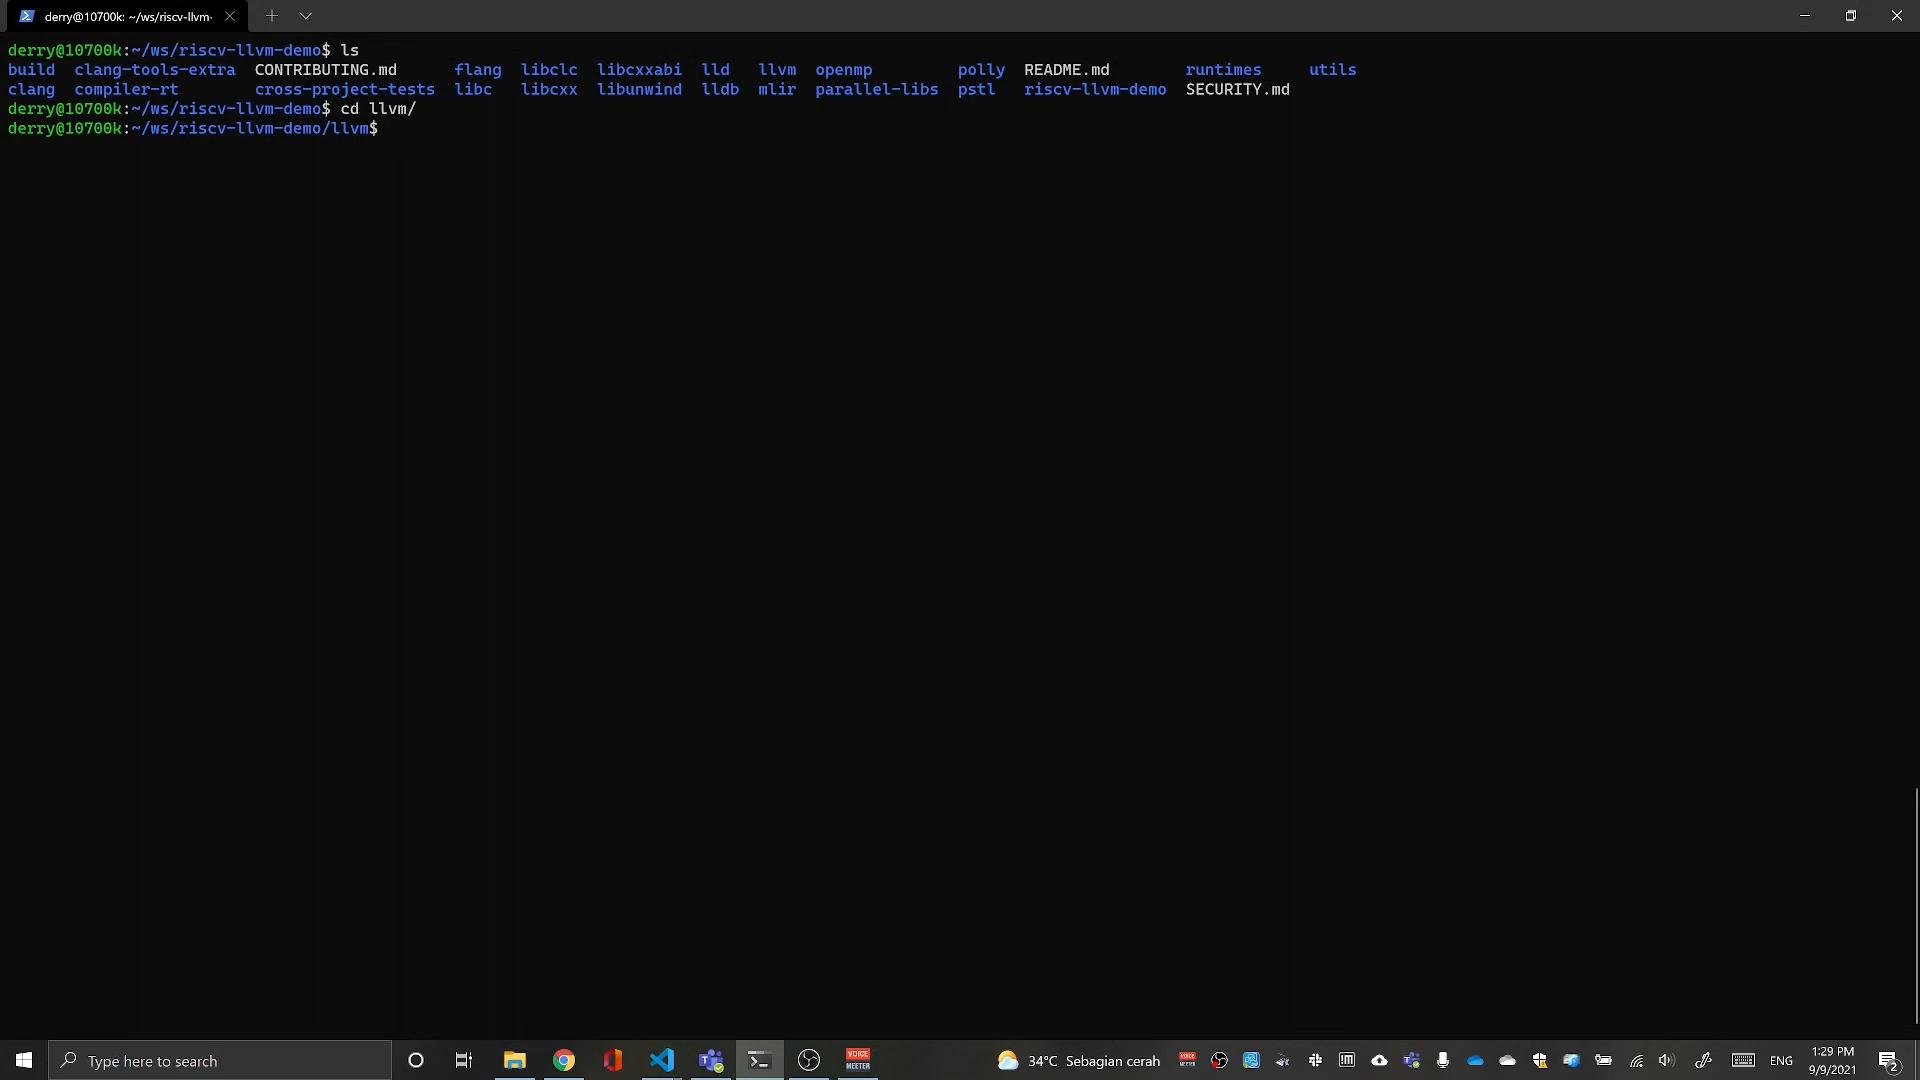 derry@10700k: ~/ws/riscv-llvm-
derry@10700k:~/ws/riscv-llvm-demo$ ls
build clang-tools-extra CONTRIBUTING.md flang libclc libcxxabi lld llvm openmp polly README.md runtimes utils
clang compiler-rt cross-project-tests libc libcxx libunwind lldb mlir parallel-libs pstl riscv-llvm-demo SECURITY.md
derry@10700k:~/ws/riscv-llvm-demo$ cd llvm/
derry@10700k:~/ws/riscv-llvm-demo/llvm$
Type here to search
VOICE
MEETER
34°C Sebagian cerah
ENG
1:29 PM
9/9/2021
2